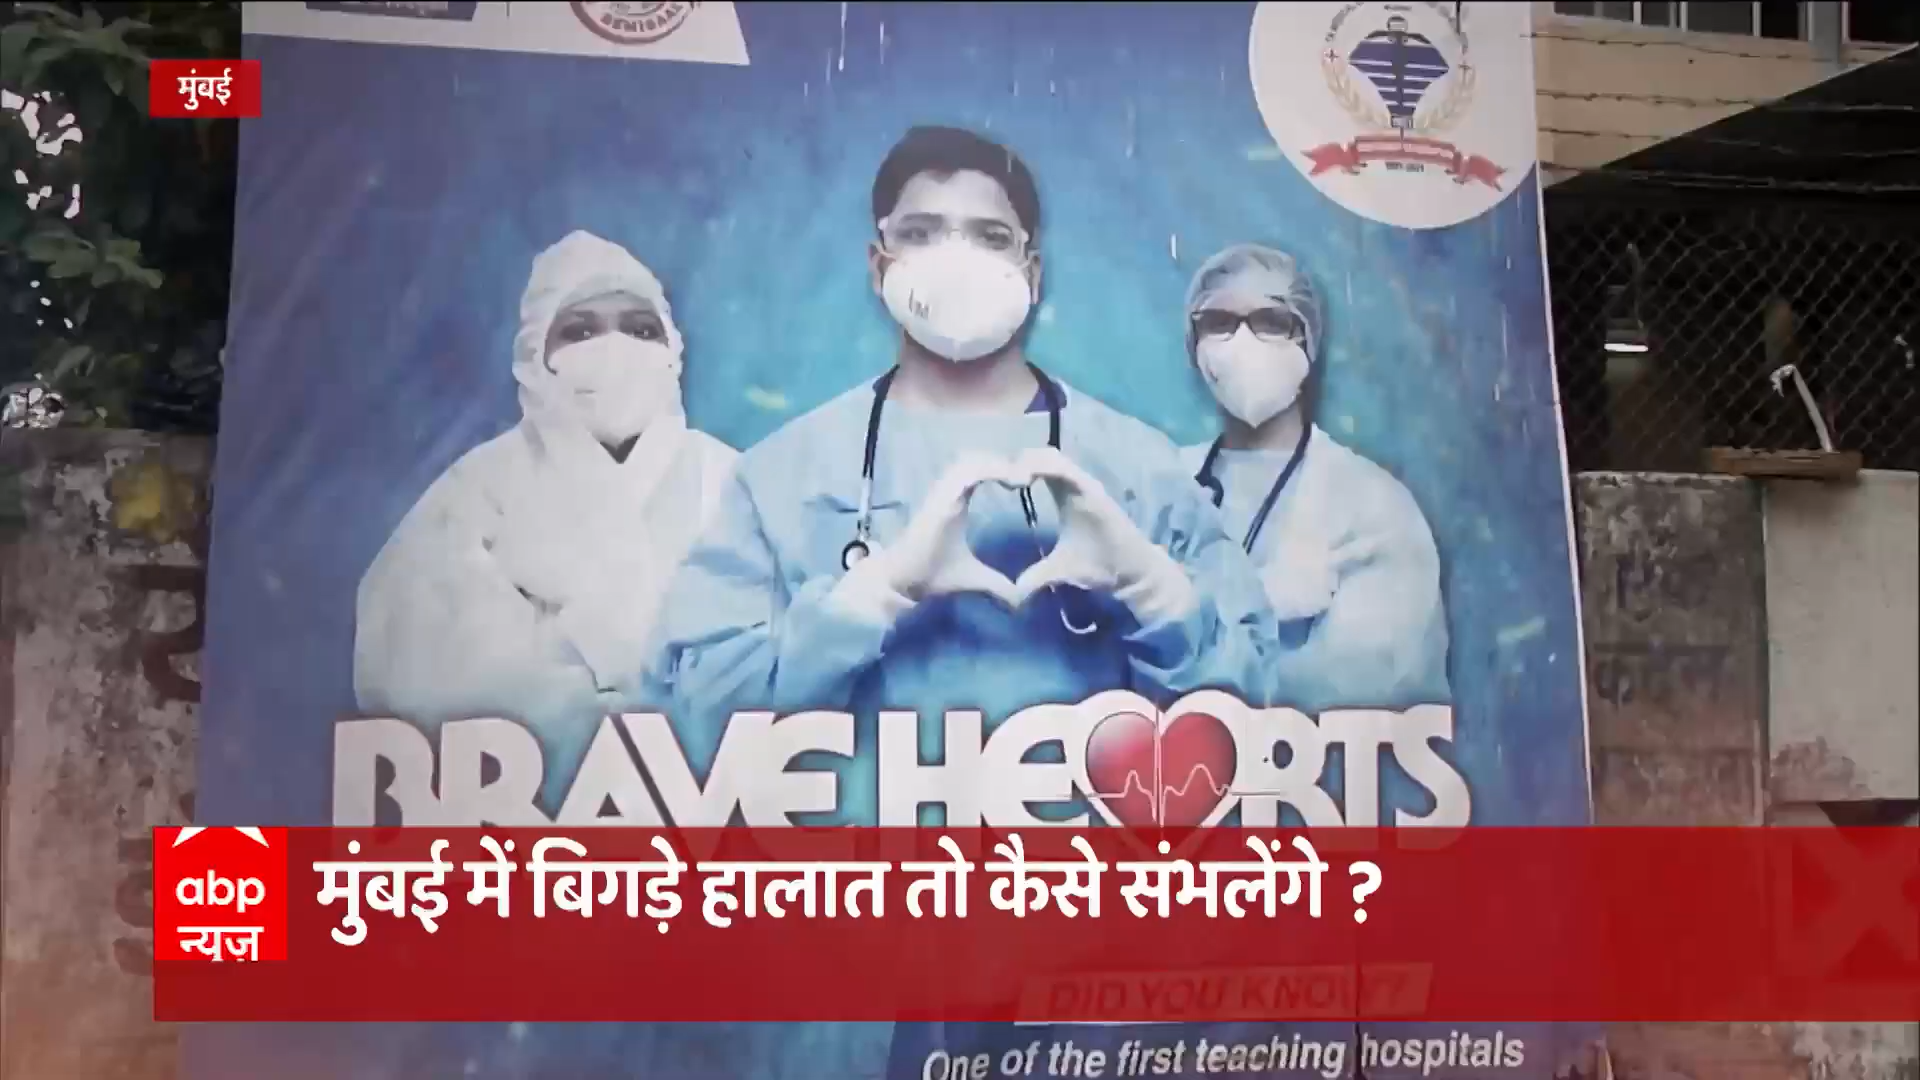 मुंबई
BRAVE HEARTS
abp
न्यूज़
मुंबई में बिगड़े हालात तो कैसे संभलेंगे ?
DID YOU KNOW?
One of the first teaching hospitals